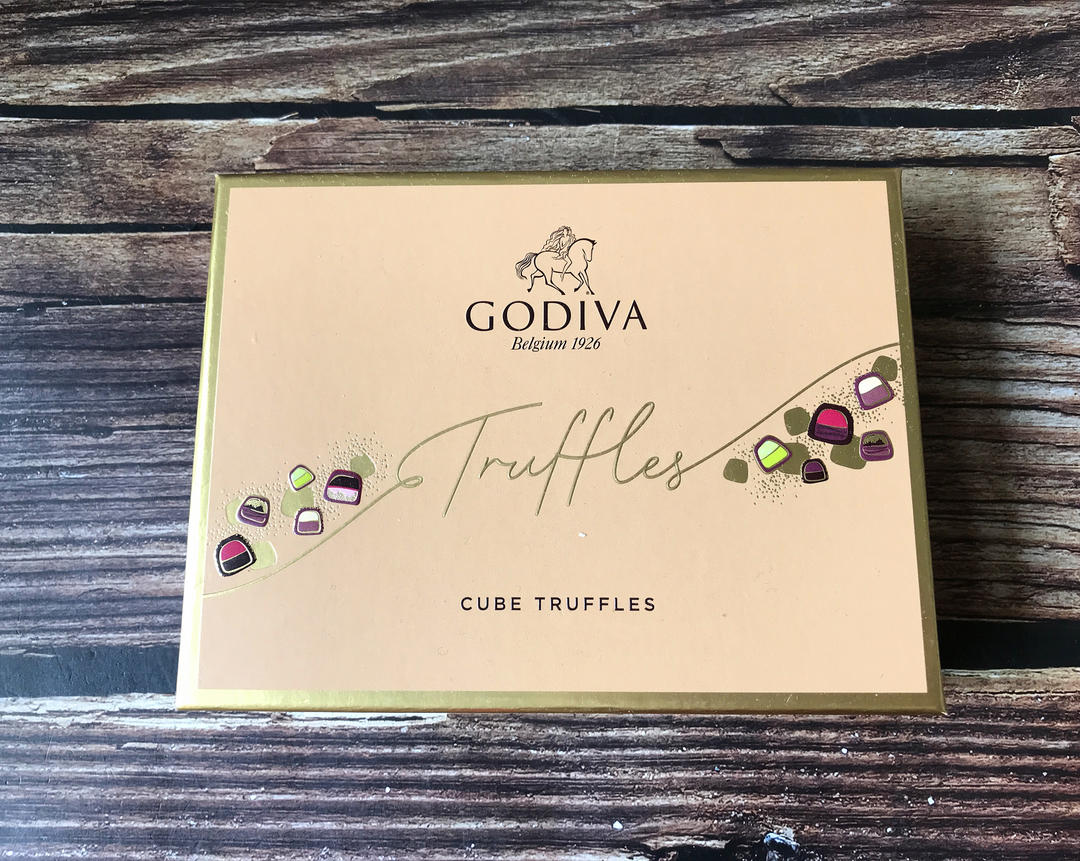 GODIVA
Belgium 1926
Truffles
CUBE TRUFFLES